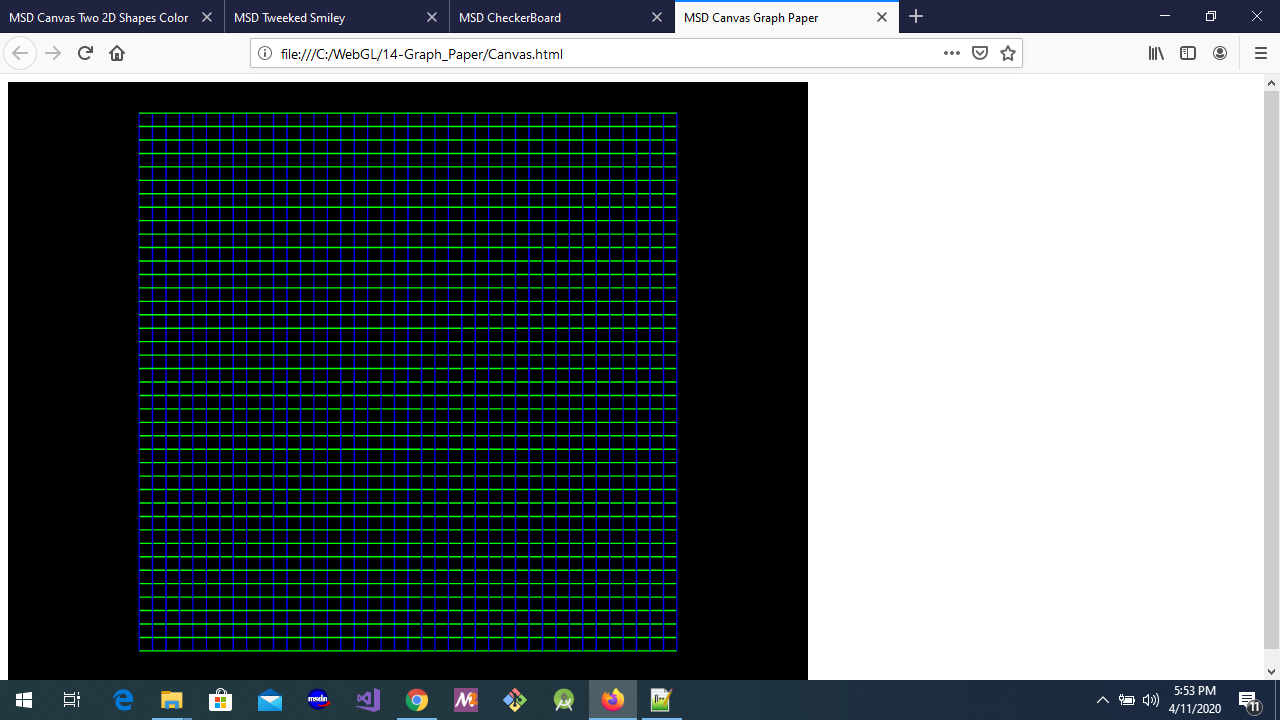 MSD Canvas Two 2D Shapes Color
MSD Tweeked Smiley
MSD CheckerBoard
MSD Canvas Graph Paper
file:///C:/WebGL/14-Graph_Paper/Canvas.html
msdn
5:53 PM
4/11/2020
11